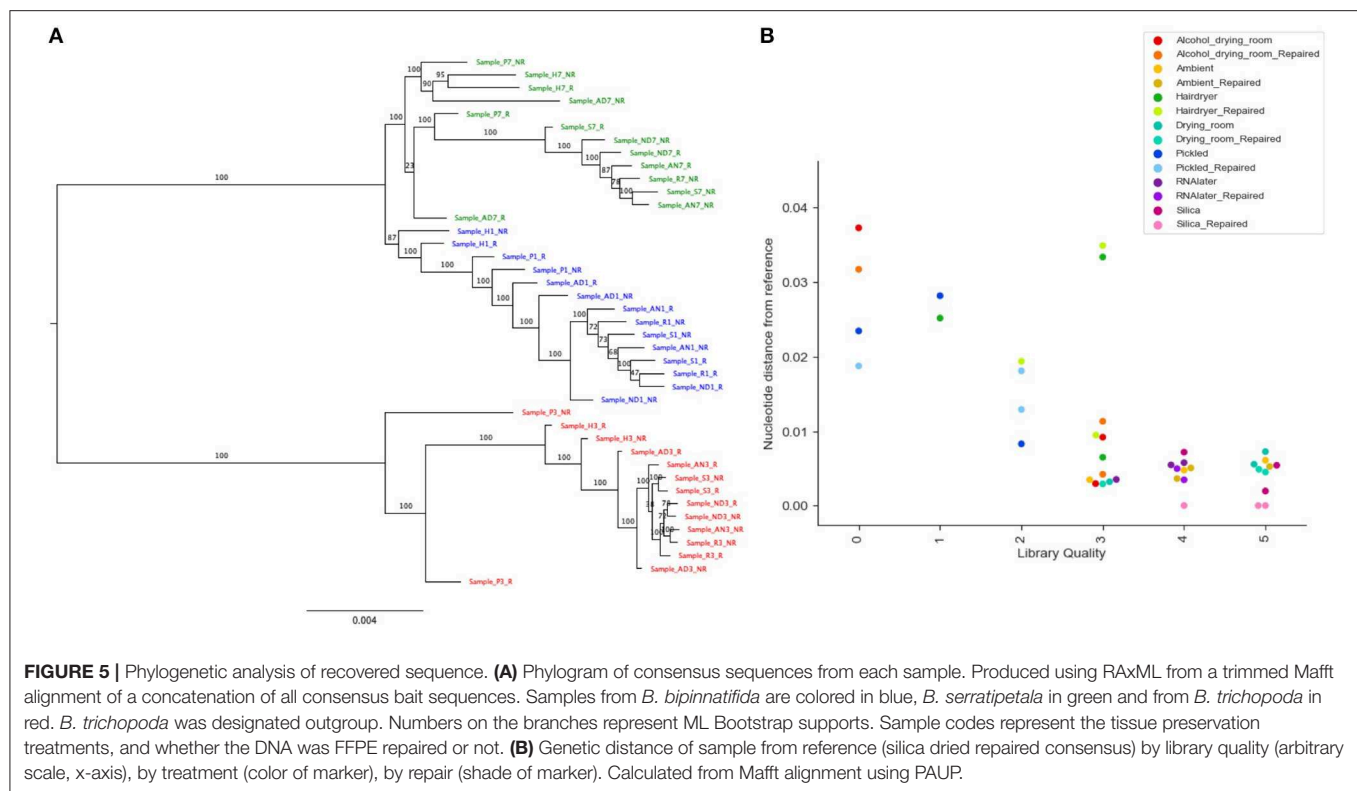 A
Sample_P7_NR
100
95
Sample_H7_NR
90
Sample_H7_R
Sample_AD7_NR
100
Sample_P7_R
100
Sample_S7_R
Sample_ND7_NR
100
Sample_ND7_R
87
Sample_AN7_R
78
Sample_R7_NR
100
Sample_S7_NR
Sample_AN7_NR
23
100
Sample_AD7_R
87
Sample_H1_NR
100
Sample_H1_R
100
Sample_P1_R
100
Sample_P1_NR
100
Sample_AD1_R
100
Sample_AD1_NR
100
Sample_AN1_R
72
Sample_R1_NR
73
Sample_S1_NR
68
Sample_AN1_NR
100
Sample_S1_R
47
Sample_R1_R
Sample_ND1_R
100
Sample_ND1_NR
Sample_P3_NR
100
Sample_H3_R
100
Sample_H3_NR
100
Sample_AD3_R
Sample_AN3_R
100
Sample_S3_NR
Sample_S3_R
Sample_ND3_R
Sample_ND3_NR
100
Sample_AN3_NR
100
Sample_R3_NR
Sample_R3_R
100
Sample_AD3_NR
100
Sample_P3_R
0.004
B
Alcohol_drying_room
Alcohol_drying_room_Repaired
Ambient
Ambient_Repaired
Hairdryer
Hairdryer_Repaired
Drying_room
Drying_room_Repaired
Pickled
Pickled_Repaired
RNAlater
RNAlater_Repaired
Silica
Silica_Repaired
Nucleotide distance from reference
0.04
0.03
0.02
0.01
0.00
0
1
2
3
4
5
Library Quality
FIGURE 5 | Phylogenetic analysis of recovered sequence. (A) Phylogram of consensus sequences from each sample. Produced using RAxML from a trimmed Mafft
alignment of a concatenation of all consensus bait sequences. Samples from B. bipinnatifida are colored in blue, B. serratipetala in green and from B. trichopoda in
red. B. trichopoda was designated outgroup. Numbers on the branches represent ML Bootstrap supports. Sample codes represent the tissue preservation
treatments, and whether the DNA was FFPE repaired or not. (B) Genetic distance of sample from reference (silica dried repaired consensus) by library quality (arbitrary
scale, x-axis), by treatment (color of marker), by repair (shade of marker). Calculated from Mafft alignment using PAUP.